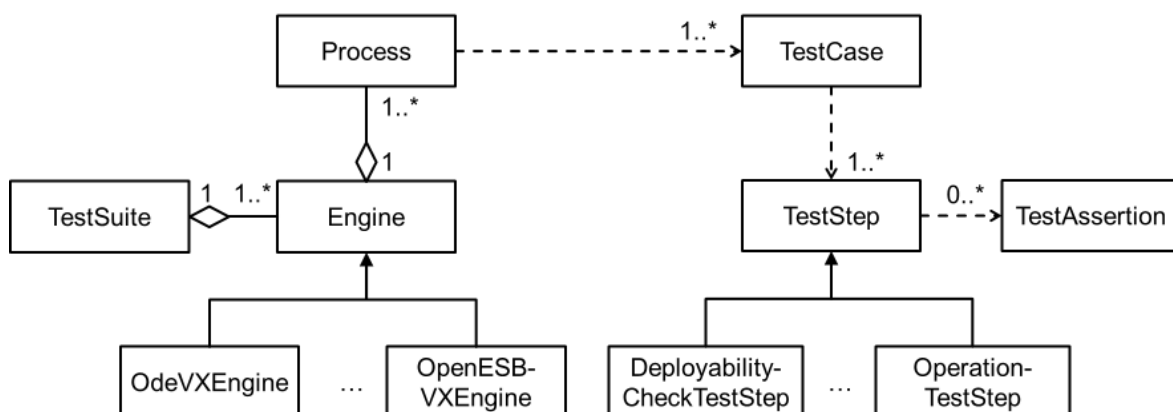 Process
1..*
TestCase
1..*
1
1..*
TestSuite
1
1..*
Engine
TestStep
0..*
TestAssertion
OdeVXEngine
...
OpenESB-
VXEngine
Deployability-
CheckTestStep
...
Operation-
TestStep